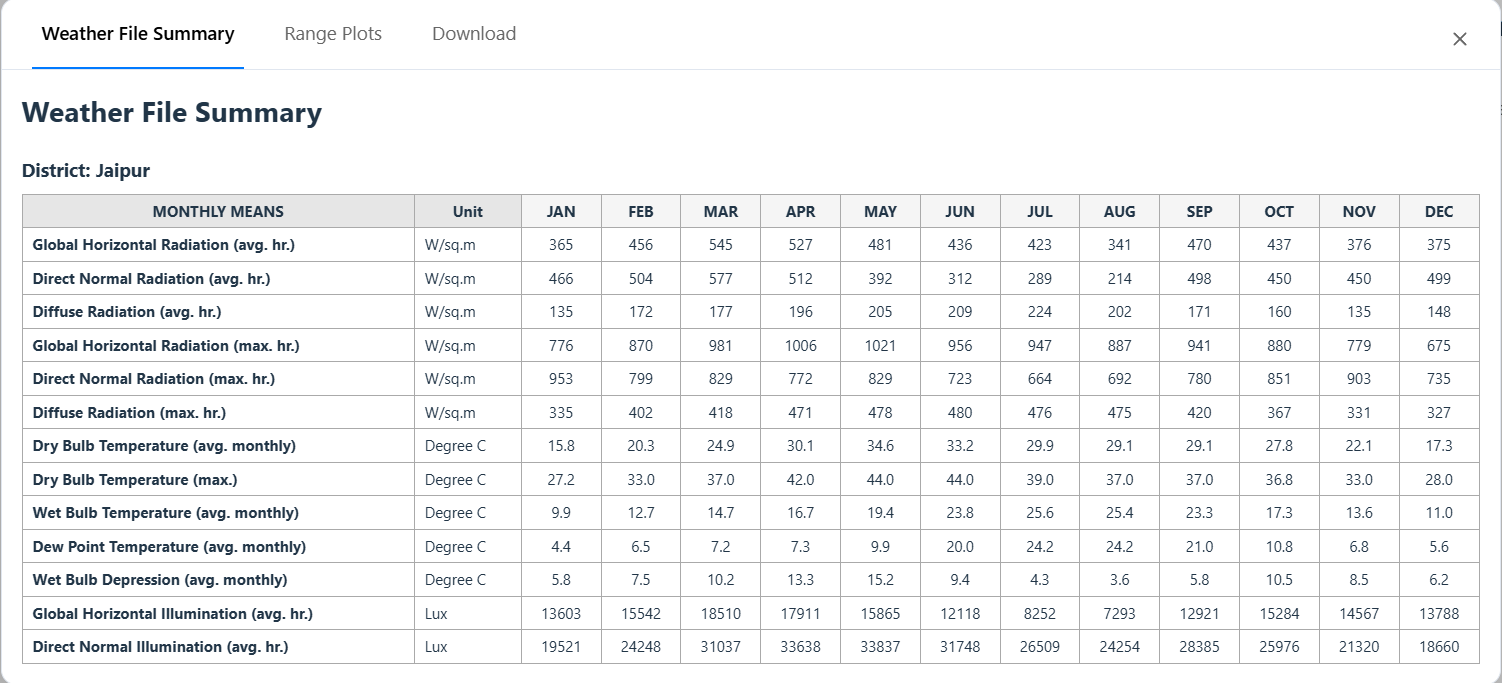 Weather File Summary Range Plots Download
Weather File Summary
District: Jaipur
MONTHLY MEANS Unit JAN FEB MAR APR MAY JUN JUL AUG SEP OCT NOV DEC
Global Horizontal Radiation (avg. hr.) W/sq.m 365 456 545 527 481 436 423 341 470 437 376 375
Direct Normal Radiation (avg. hr.) W/sq.m 466 504 577 512 392 312 289 214 498 450 450 499
Diffuse Radiation (avg. hr.) W/sq.m 135 172 177 196 205 209 224 202 171 160 135 148
Global Horizontal Radiation (max. hr.) W/sq.m 776 870 981 1006 1021 956 947 887 941 880 779 675
Direct Normal Radiation (max. hr.) W/sq.m 953 799 829 772 829 723 664 692 780 851 903 735
Diffuse Radiation (max. hr.) W/sq.m 335 402 418 471 478 480 476 475 420 367 331 327
Dry Bulb Temperature (avg. monthly) Degree C 15.8 20.3 24.9 30.1 34.6 33.2 29.9 29.1 29.1 27.8 22.1 17.3
Dry Bulb Temperature (max.) Degree C 27.2 33.0 37.0 42.0 44.0 44.0 39.0 37.0 37.0 36.8 33.0 28.0
Wet Bulb Temperature (avg. monthly) Degree C 9.9 12.7 14.7 16.7 19.4 23.8 25.6 25.4 23.3 17.3 13.6 11.0
Dew Point Temperature (avg. monthly) Degree C 4.4 6.5 7.2 7.3 9.9 20.0 24.2 24.2 21.0 10.8 6.8 5.6
Wet Bulb Depression (avg. monthly) Degree C 5.8 7.5 10.2 13.3 15.2 9.4 4.3 3.6 5.8 10.5 8.5 6.2
Global Horizontal Illumination (avg. hr.) Lux 13603 15542 18510 17911 15865 12118 8252 7293 12921 15284 14567 13788
Direct Normal Illumination (avg. hr.) Lux 19521 24248 31037 33638 33837 31748 26509 24254 28385 25976 21320 18660